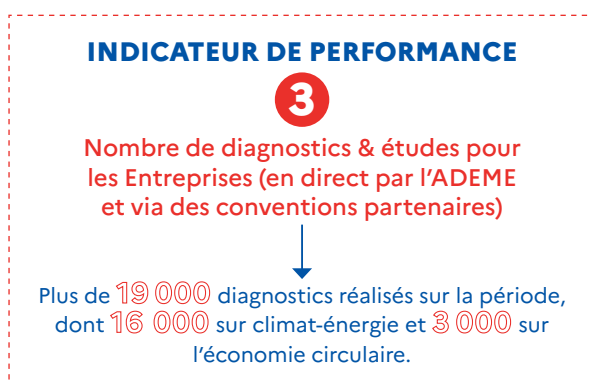 INDICATEUR DE PERFORMANCE
3
Nombre de diagnostics & études pour
les Entreprises (en direct par l'ADEME
et via des conventions partenaires)
Plus de 19 000 diagnostics réalisés sur la période,
dont 16 000 sur climat-énergie et 3 000 sur
l'économie circulaire.